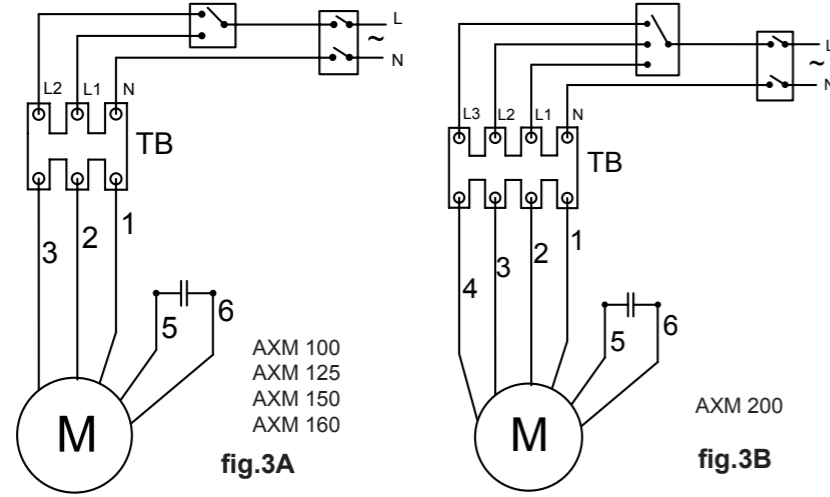 L
~
N
L2 L1 N
TB
3 2 1
5 6
AXM 100
AXM 125
AXM 150
AXM 160
M
fig.3A
L
~
N
L3 L2 L1 N
TB
4 3 2 1
5 6
AXM 200
M
fig.3B